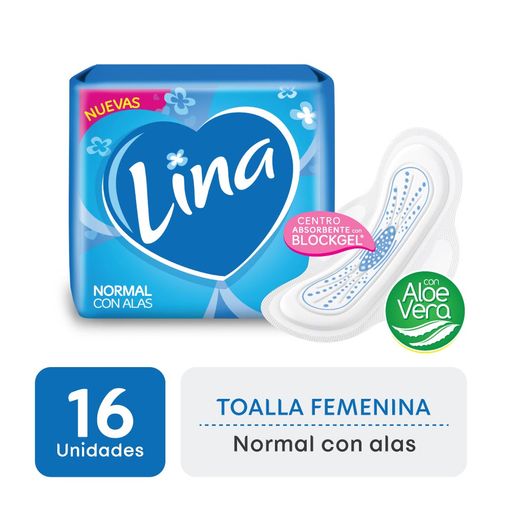 NUEVAS
Lina
NORMAL
CON ALAS
CENTRO
ABSORBENTE con
BLOCKGEL®
con
Aloe
Vera
16
Unidades
TOALLA FEMENINA
Normal con alas